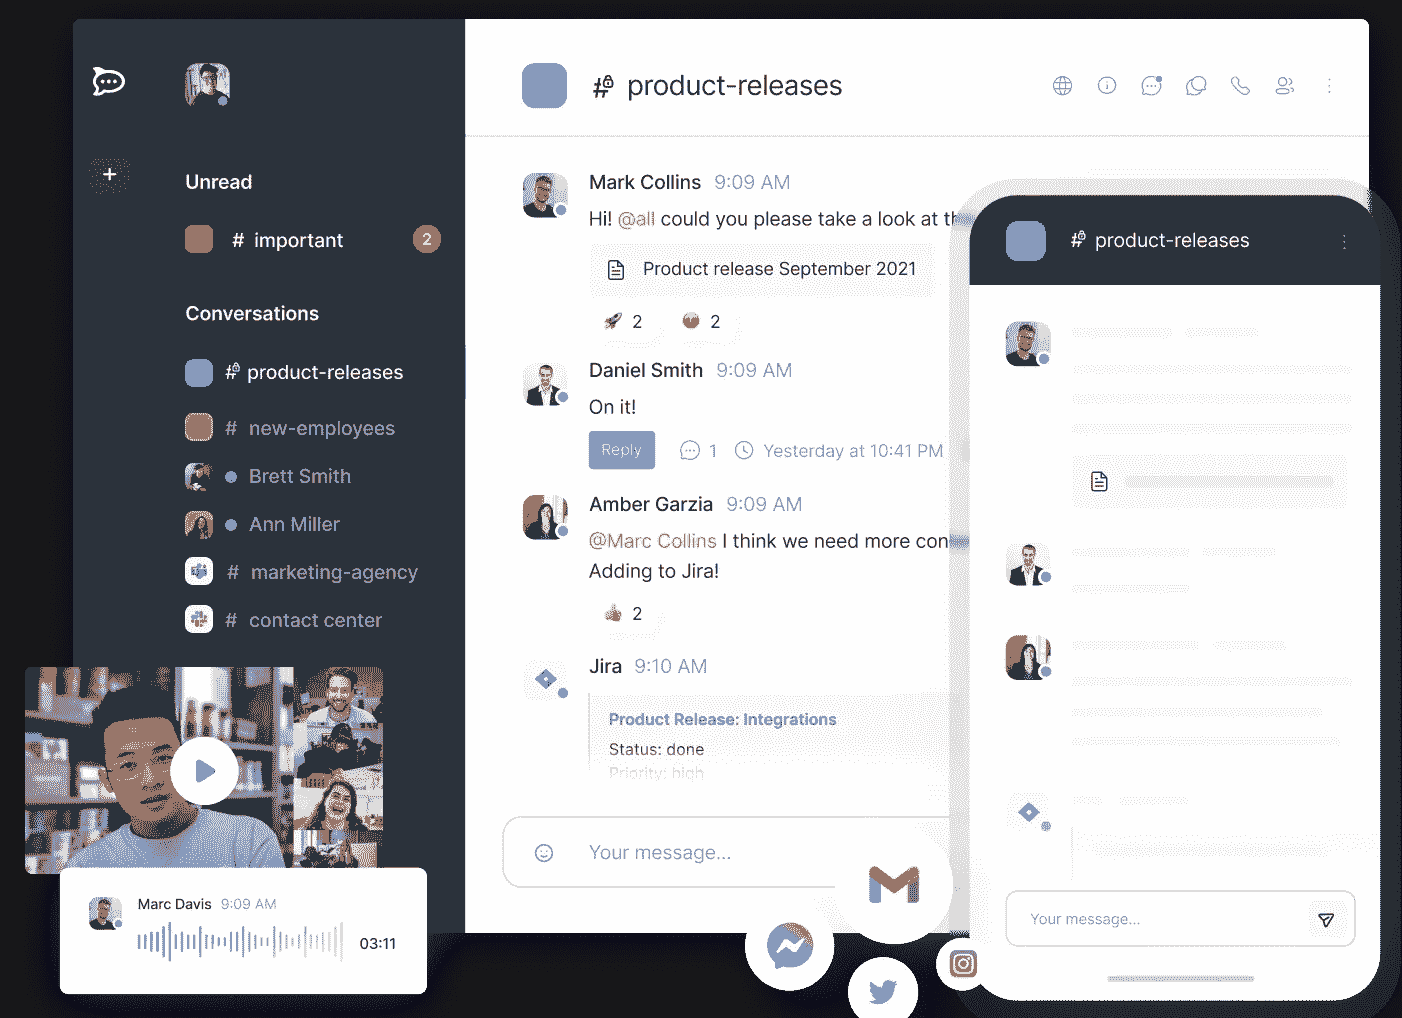 Unread
# important
2
Conversations
# product-releases
# new-employees
Brett Smith
Ann Miller
# marketing-agency
# contact center
# product-releases
Mark Collins 9:09 AM
Hi! @all could you please take a look at
Product release September 2021
2 2
Daniel Smith 9:09 AM
On it!
Reply 1 Yesterday at 10:41 PM
Amber Garzia 9:09 AM
@Marc Collins I think we need more
Adding to Jira!
2
Jira 9:10 AM
Product Release: Integrations
Status: done
Priority: high
Your message...
Marc Davis 9:09 AM
03:11
# product-releases
Your message...